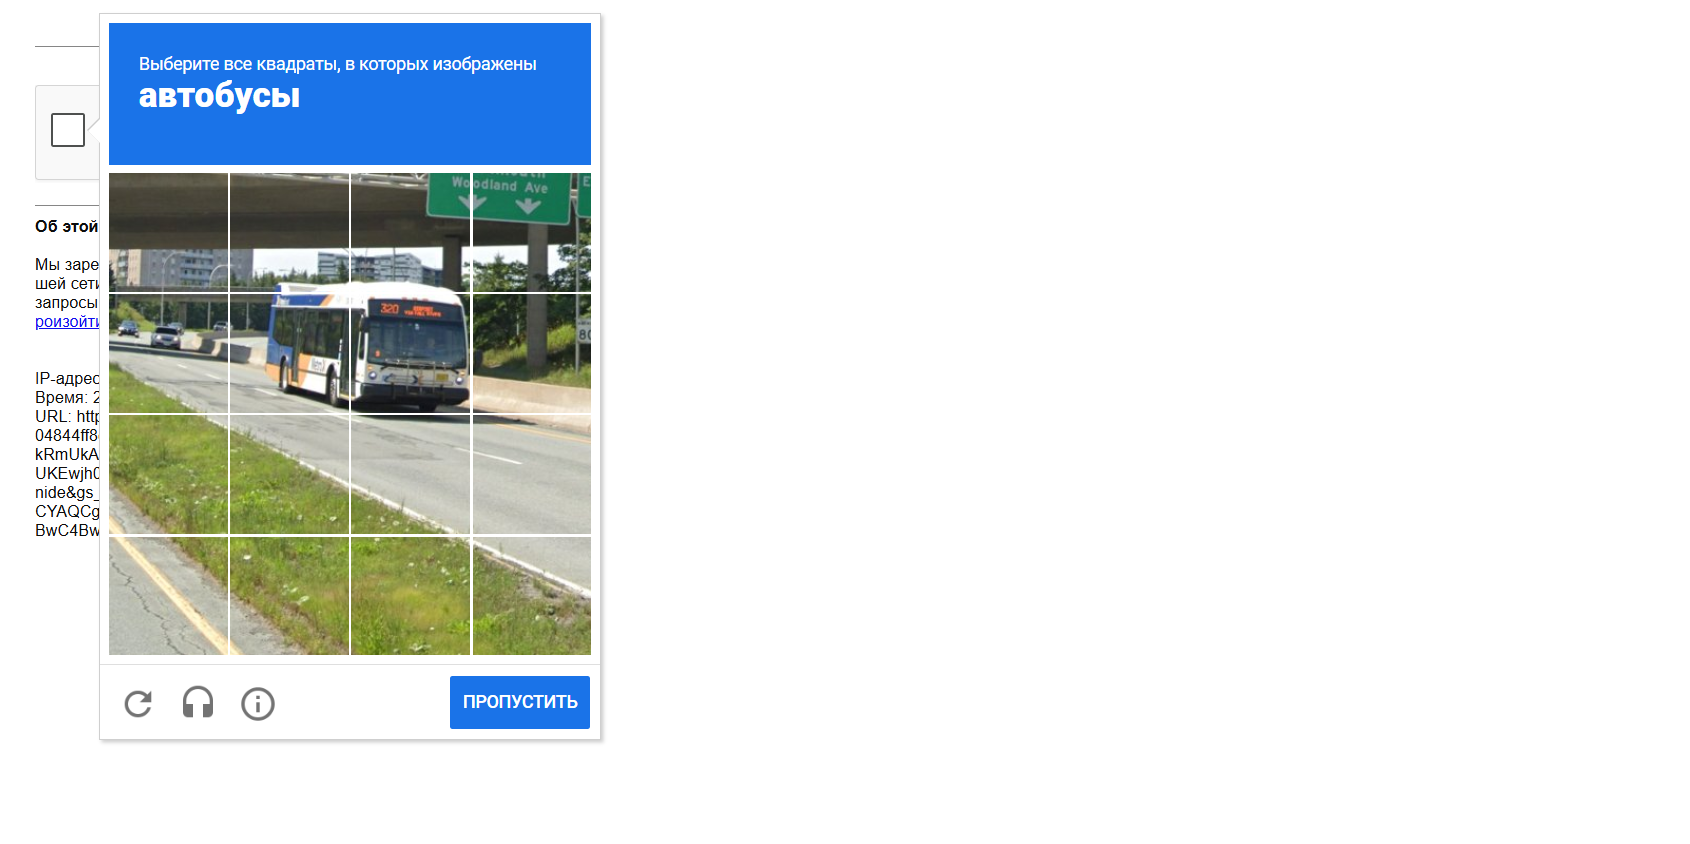 Выберите все квадраты, в которых изображены
автобусы
Woodland Ave
320
80
Об этой
Мы заре
шей сети
запросы
роизойти
IP-адрес
Время: 2
URL: http
04844ff8
kRmUkA
UKEwjh0
nide&gs_
CYAQCg
BwC4Bw
ПРОПУСТИТЬ